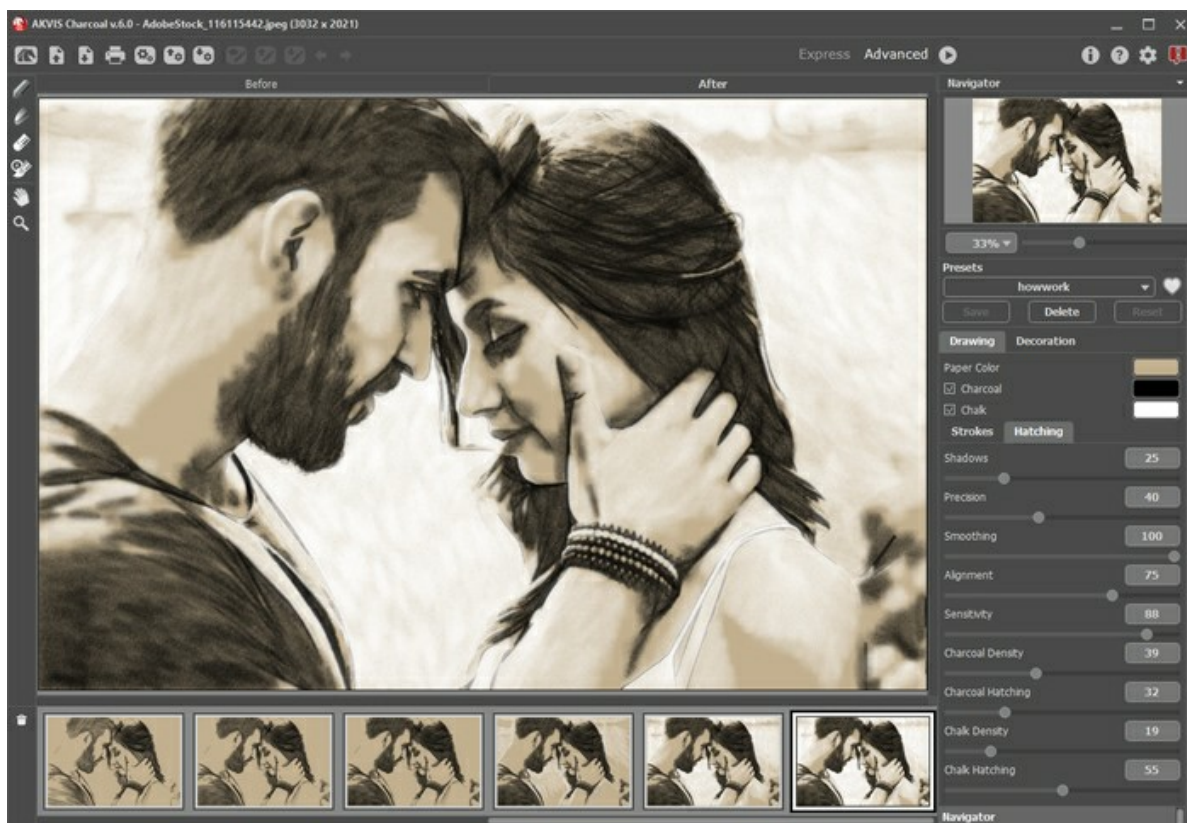 AKVIS Charcoal v.6.0 - AdobeStock_116115442.jpeg (3032 x 2021)
Express Advanced
Before After
Navigator
33%
Presets
howwork
Save Delete Reset
Drawing Decoration
Paper Color
Charcoal
Chalk
Strokes Hatching
Shadows 25
Precision 40
Smoothing 100
Alignment 75
Sensitivity 88
Charcoal Density 39
Charcoal Hatching 32
Chalk Density 19
Chalk Hatching 55
Navigator